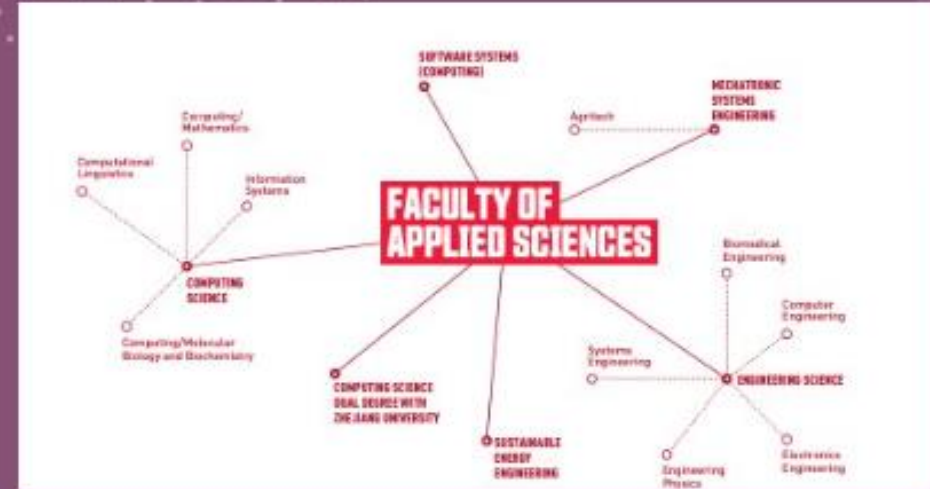 SOFTWARE SYSTEMS
(COMPUTING)
MECHATRONIC
SYSTEMS
ENGINEERING
Agritech
Computing/
Mathematics
Computational
Linguistics
Information
Systems
FACULTY OF
APPLIED SCIENCES
COMPUTING
SCIENCE
Computing/Molecular
Biology and Biochemistry
Biomedical
Engineering
Computer
Engineering
Systems
Engineering
ENGINEERING SCIENCE
COMPUTING SCIENCE
DUAL DEGREE WITH
ZHEJIANG UNIVERSITY
SUSTAINABLE
ENERGY
ENGINEERING
Engineering
Physics
Electronics
Engineering